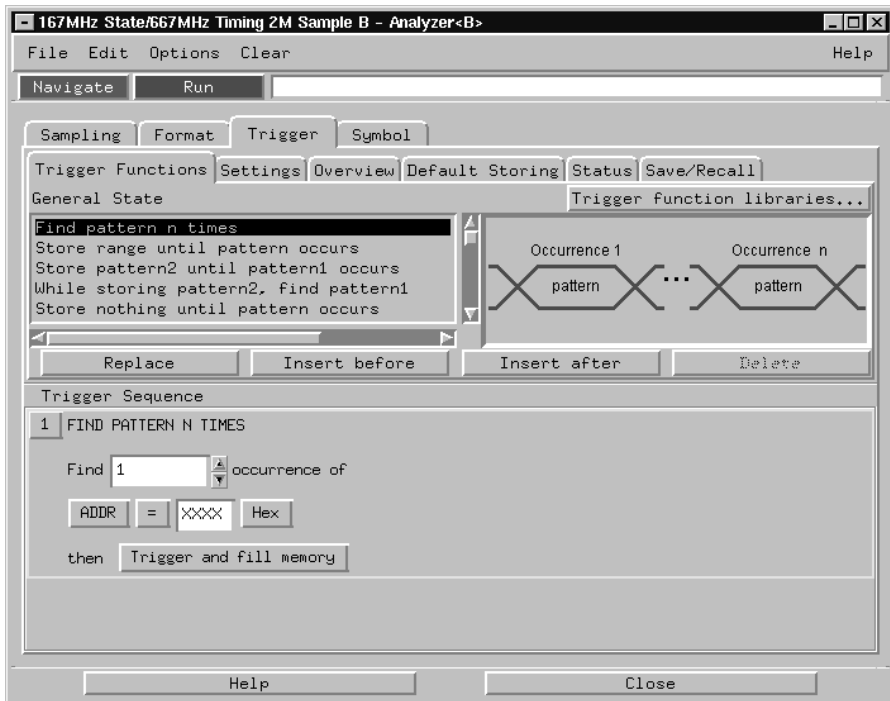 167MHz State/667MHz Timing 2M Sample B - Analyzer<B>
File Edit Options Clear Help
Navigate Run
Sampling Format Trigger Symbol
Trigger Functions Settings Overview Default Storing Status Save/Recall
General State Trigger function libraries...
Find pattern n times
Store range until pattern occurs
Store pattern2 until pattern1 occurs
While storing pattern2, find pattern1
Store nothing until pattern occurs
Occurrence 1 Occurrence n
pattern ... pattern
Replace Insert before Insert after Delete
Trigger Sequence
1 FIND PATTERN N TIMES
Find 1 occurrence of
ADDR = XXXX Hex
then Trigger and fill memory
Help Close